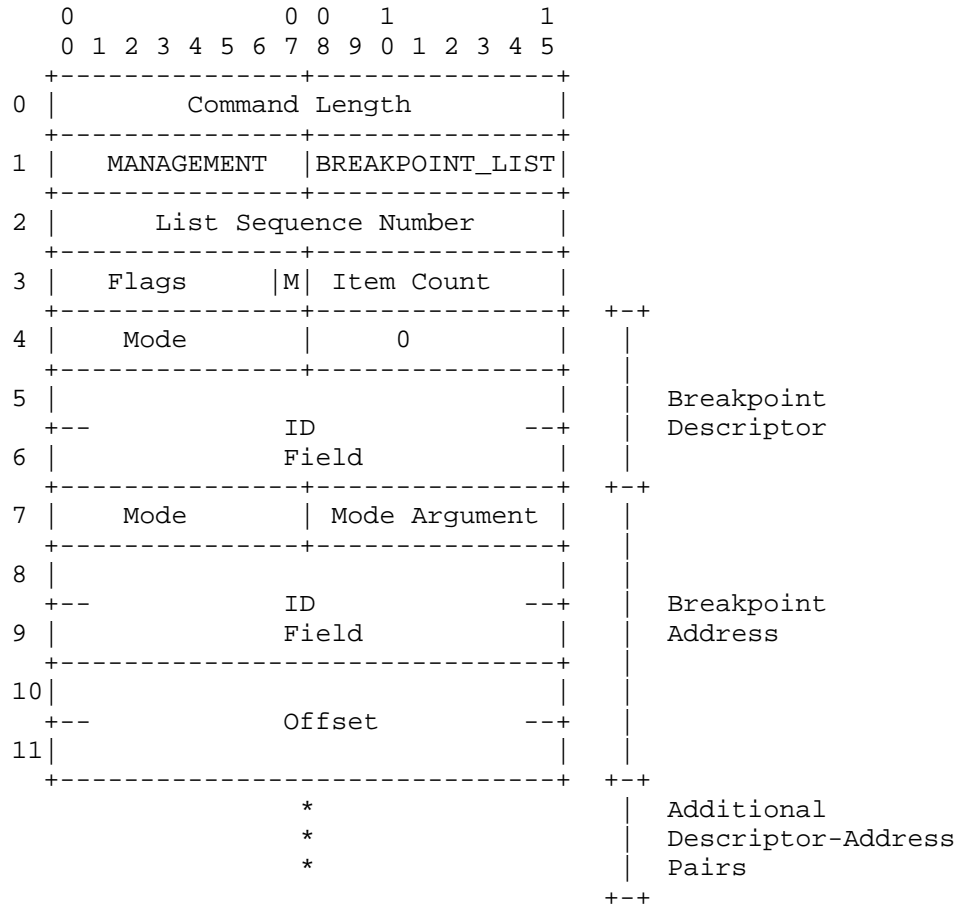 0             0 0   1         1
     0 1 2 3 4 5 6 7 8 9 0 1 2 3 4 5
    +---------------+---------------+
0  |        Command Length         |
    +---------------+---------------+
1  |   MANAGEMENT  |BREAKPOINT_LIST|
    +---------------+---------------+
2  |      List Sequence Number     |
    +---------------+---------------+
3  |   Flags     |M| Item Count    |
    +---------------+---------------+  +-+
4  |    Mode       |     0         |   |
    +---------------+---------------+   |
5  |                               |   |  Breakpoint
   +--            ID             --+   |  Descriptor
6  |              Field            |   |
    +---------------+---------------+  +-+
7  |    Mode       | Mode Argument |   |
    +---------------+---------------+   |
8  |                               |   |
   +--            ID             --+   |  Breakpoint
9  |              Field            |   |  Address
    +-------------------------------+   |
10|                               |   |
   +--            Offset         --+   |
11|                               |   |
    +-------------------------------+  +-+
                   *                   |  Additional
                   *                   |  Descriptor-Address
                   *                   |  Pairs
                                      +-+